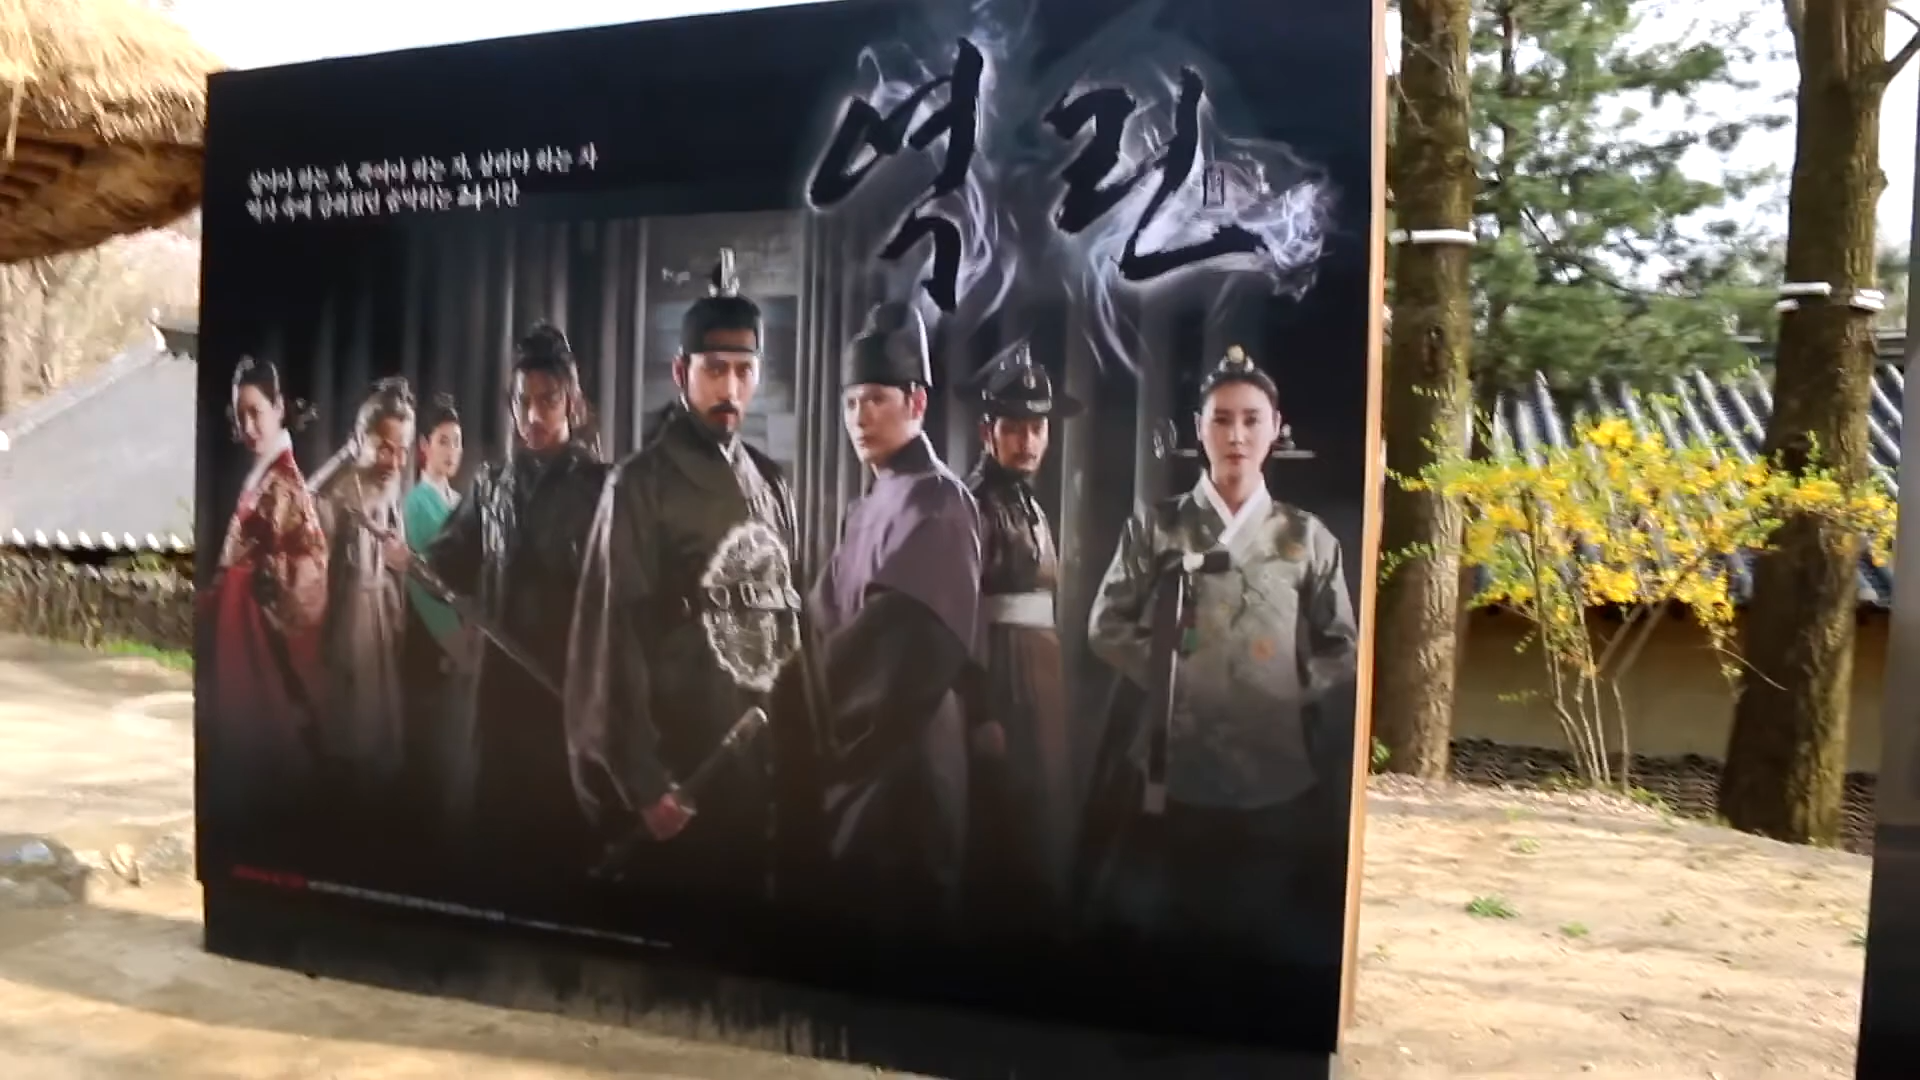 역린
살아야 하는 자, 죽여야 하는 자, 살려야 하는 자
역사 속에 감춰졌던 숨막히는 24시간